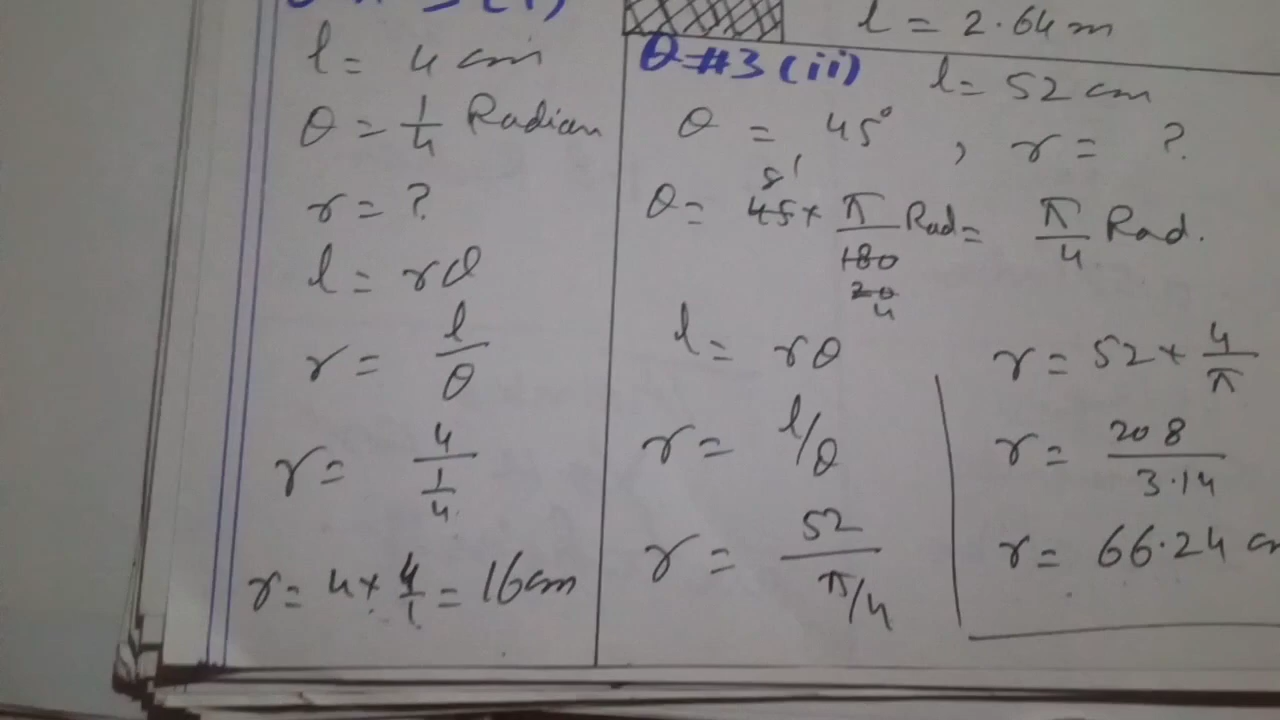 l = 4 cm
θ = 1/4 Radian
r = ?
l = rθ
r = l/θ
r = 4/(1/4)
r = 4 × 4/1 = 16cm
l = 2.64 m
Q#3 (ii) l = 52 cm
θ = 45° , r = ?
θ = 45 × π/180 Rad = π/4 Rad.
l = rθ
r = l/θ
r = 52/(π/4)
r = 52 × 4/π
r = 208/3.14
r = 66.24 cm